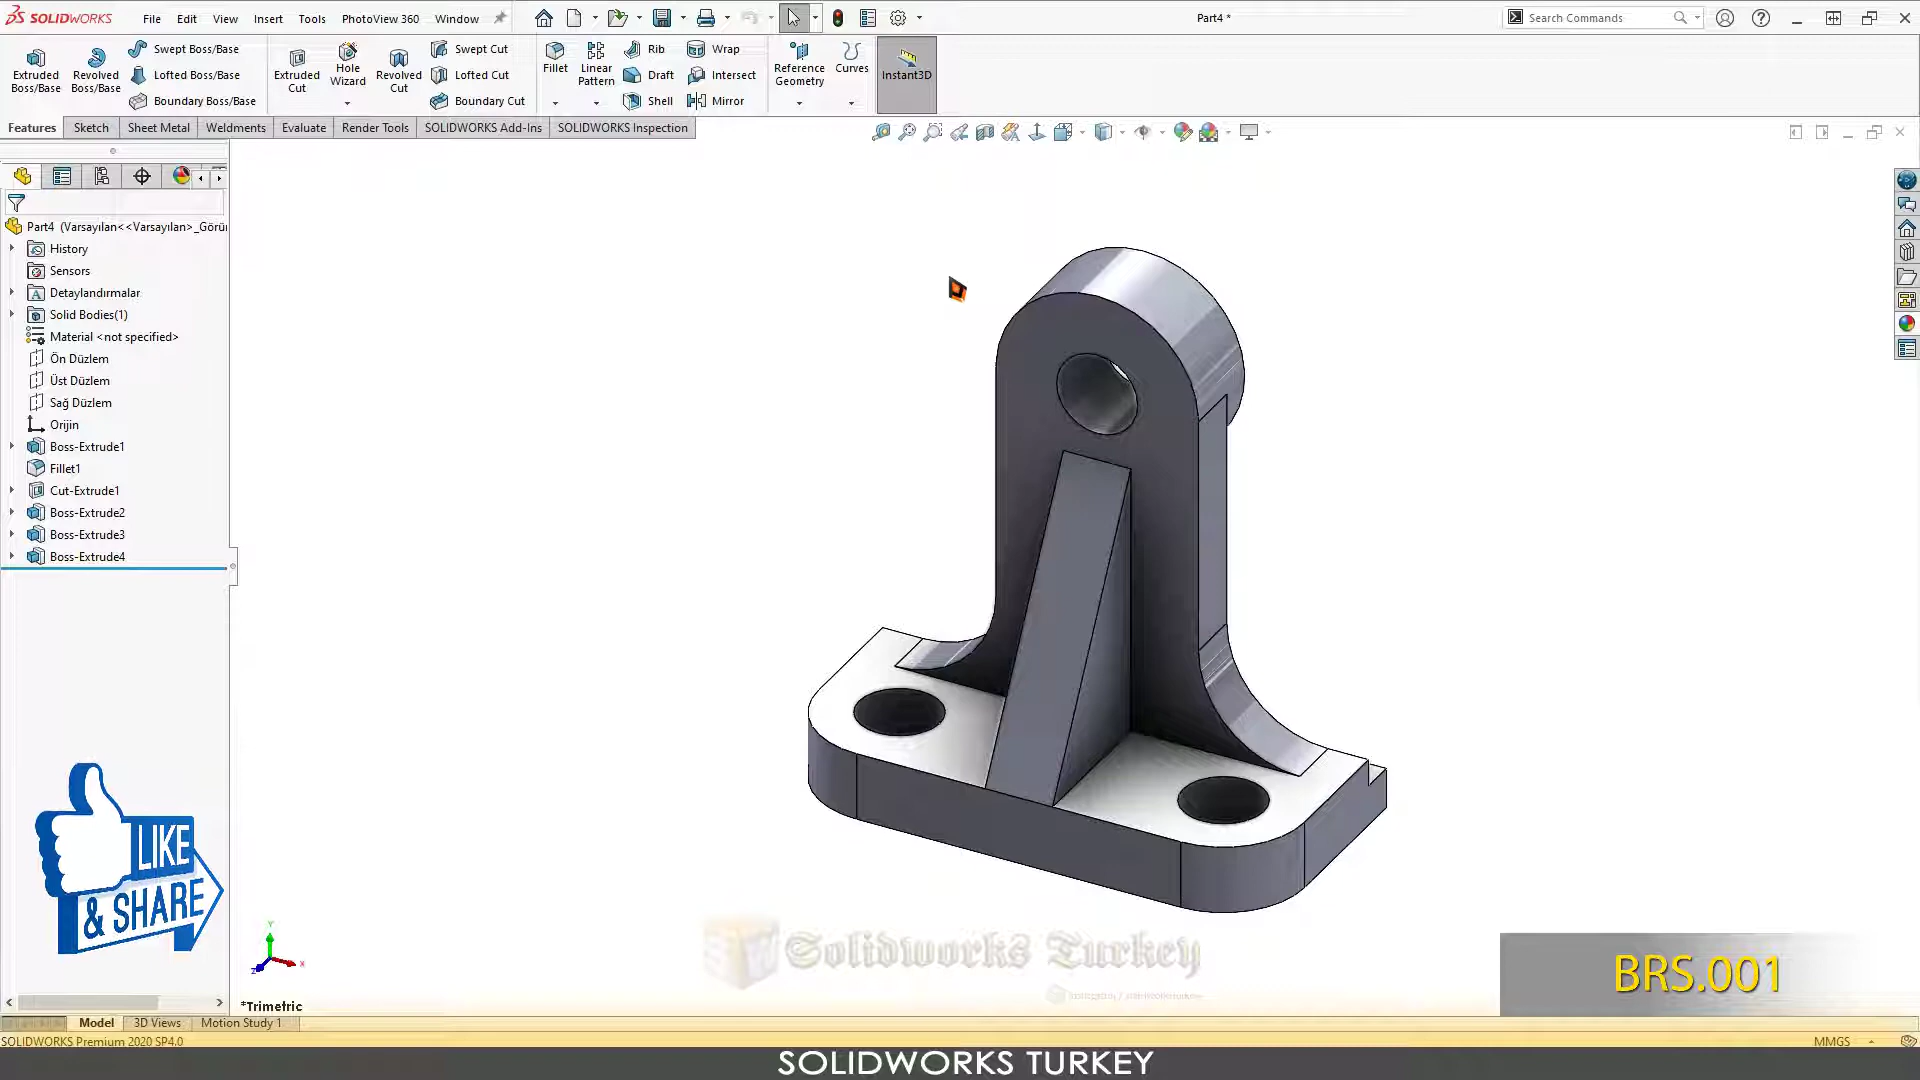 SOLIDWORKS
File Edit View Insert Tools PhotoView 360 Window
Part4 *
Search Commands
Extruded Boss/Base
Revolved Boss/Base
Swept Boss/Base
Lofted Boss/Base
Boundary Boss/Base
Extruded Cut
Hole Wizard
Revolved Cut
Swept Cut
Lofted Cut
Boundary Cut
Fillet
Linear Pattern
Rib
Draft
Shell
Wrap
Intersect
Mirror
Reference Geometry
Curves
Instant3D
Features Sketch Sheet Metal Weldments Evaluate Render Tools SOLIDWORKS Add-Ins SOLIDWORKS Inspection
Part4 (Varsayılan<<Varsayılan>_Görü
History
Sensors
Detaylandırmalar
Solid Bodies(1)
Material <not specified>
Ön Düzlem
Üst Düzlem
Sağ Düzlem
Orijin
Boss-Extrude1
Fillet1
Cut-Extrude1
Boss-Extrude2
Boss-Extrude3
Boss-Extrude4
LIKE
& SHARE
Y
X
Z
*Trimetric
Solidworks Turkey
BRS.001
Model 3D Views Motion Study 1
SOLIDWORKS Premium 2020 SP4.0
MMGS
SOLIDWORKS TURKEY